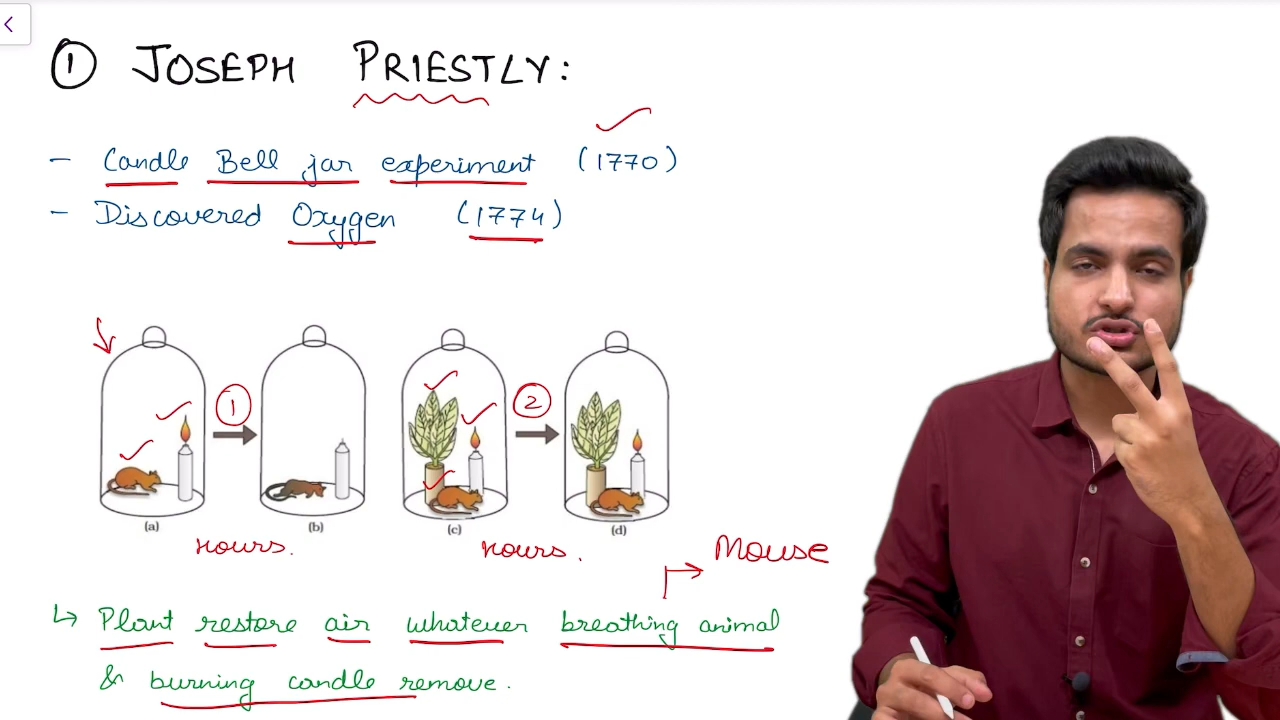 ① JOSEPH PRIESTLY:
- Candle Bell jar experiment (1770)
- Discovered Oxygen (1774)
① ②
(a) (b) (c) (d)
Hours. Hours.
Mouse
↳ Plant restore air whatever breathing animal
& burning candle remove.